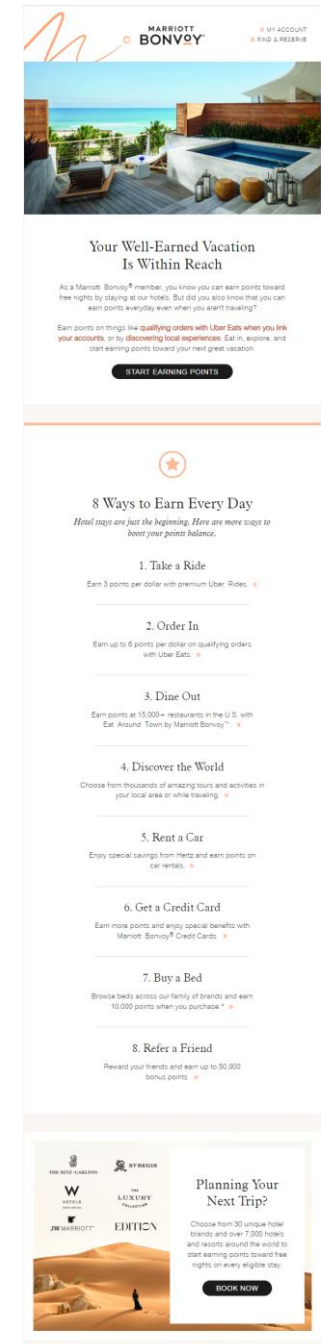 MARRIOTT
BONVOY
» MY ACCOUNT
» FIND & RESERVE
Your Well-Earned Vacation
Is Within Reach
As a Marriott Bonvoy® member, you know you can earn points toward
free nights by staying at our hotels. But did you also know that you can
earn points everyday even when you aren't traveling?
Earn points on things like qualifying orders with Uber Eats when you link
your accounts, or by discovering local experiences. Eat in, explore, and
start earning points toward your next great vacation.
START EARNING POINTS
8 Ways to Earn Every Day
Hotel stays are just the beginning. Here are more ways to
boost your points balance.
1. Take a Ride
Earn 3 points per dollar with premium Uber Rides. »
2. Order In
Earn up to 6 points per dollar on qualifying orders
with Uber Eats. »
3. Dine Out
Earn points at 15,000+ restaurants in the U.S. with
Eat Around Town by Marriott Bonvoy™. »
4. Discover the World
Choose from thousands of amazing tours and activities in
your local area or while traveling. »
5. Rent a Car
Enjoy special savings from Hertz and earn points on
car rentals. »
6. Get a Credit Card
Earn more points and enjoy special benefits with
Marriott Bonvoy® Credit Cards. »
7. Buy a Bed
Browse beds across our family of brands and earn
10,000 points when you purchase.* »
8. Refer a Friend
Reward your friends and earn up to 50,000
bonus points. »
THE RITZ-CARLTON
ST REGIS
W
HOTELS
THE
LUXURY
COLLECTION
JW MARRIOTT
EDITION
Planning Your
Next Trip?
Choose from 30 unique hotel
brands and over 7,000 hotels
and resorts around the world to
start earning points toward free
nights on every eligible stay.
BOOK NOW